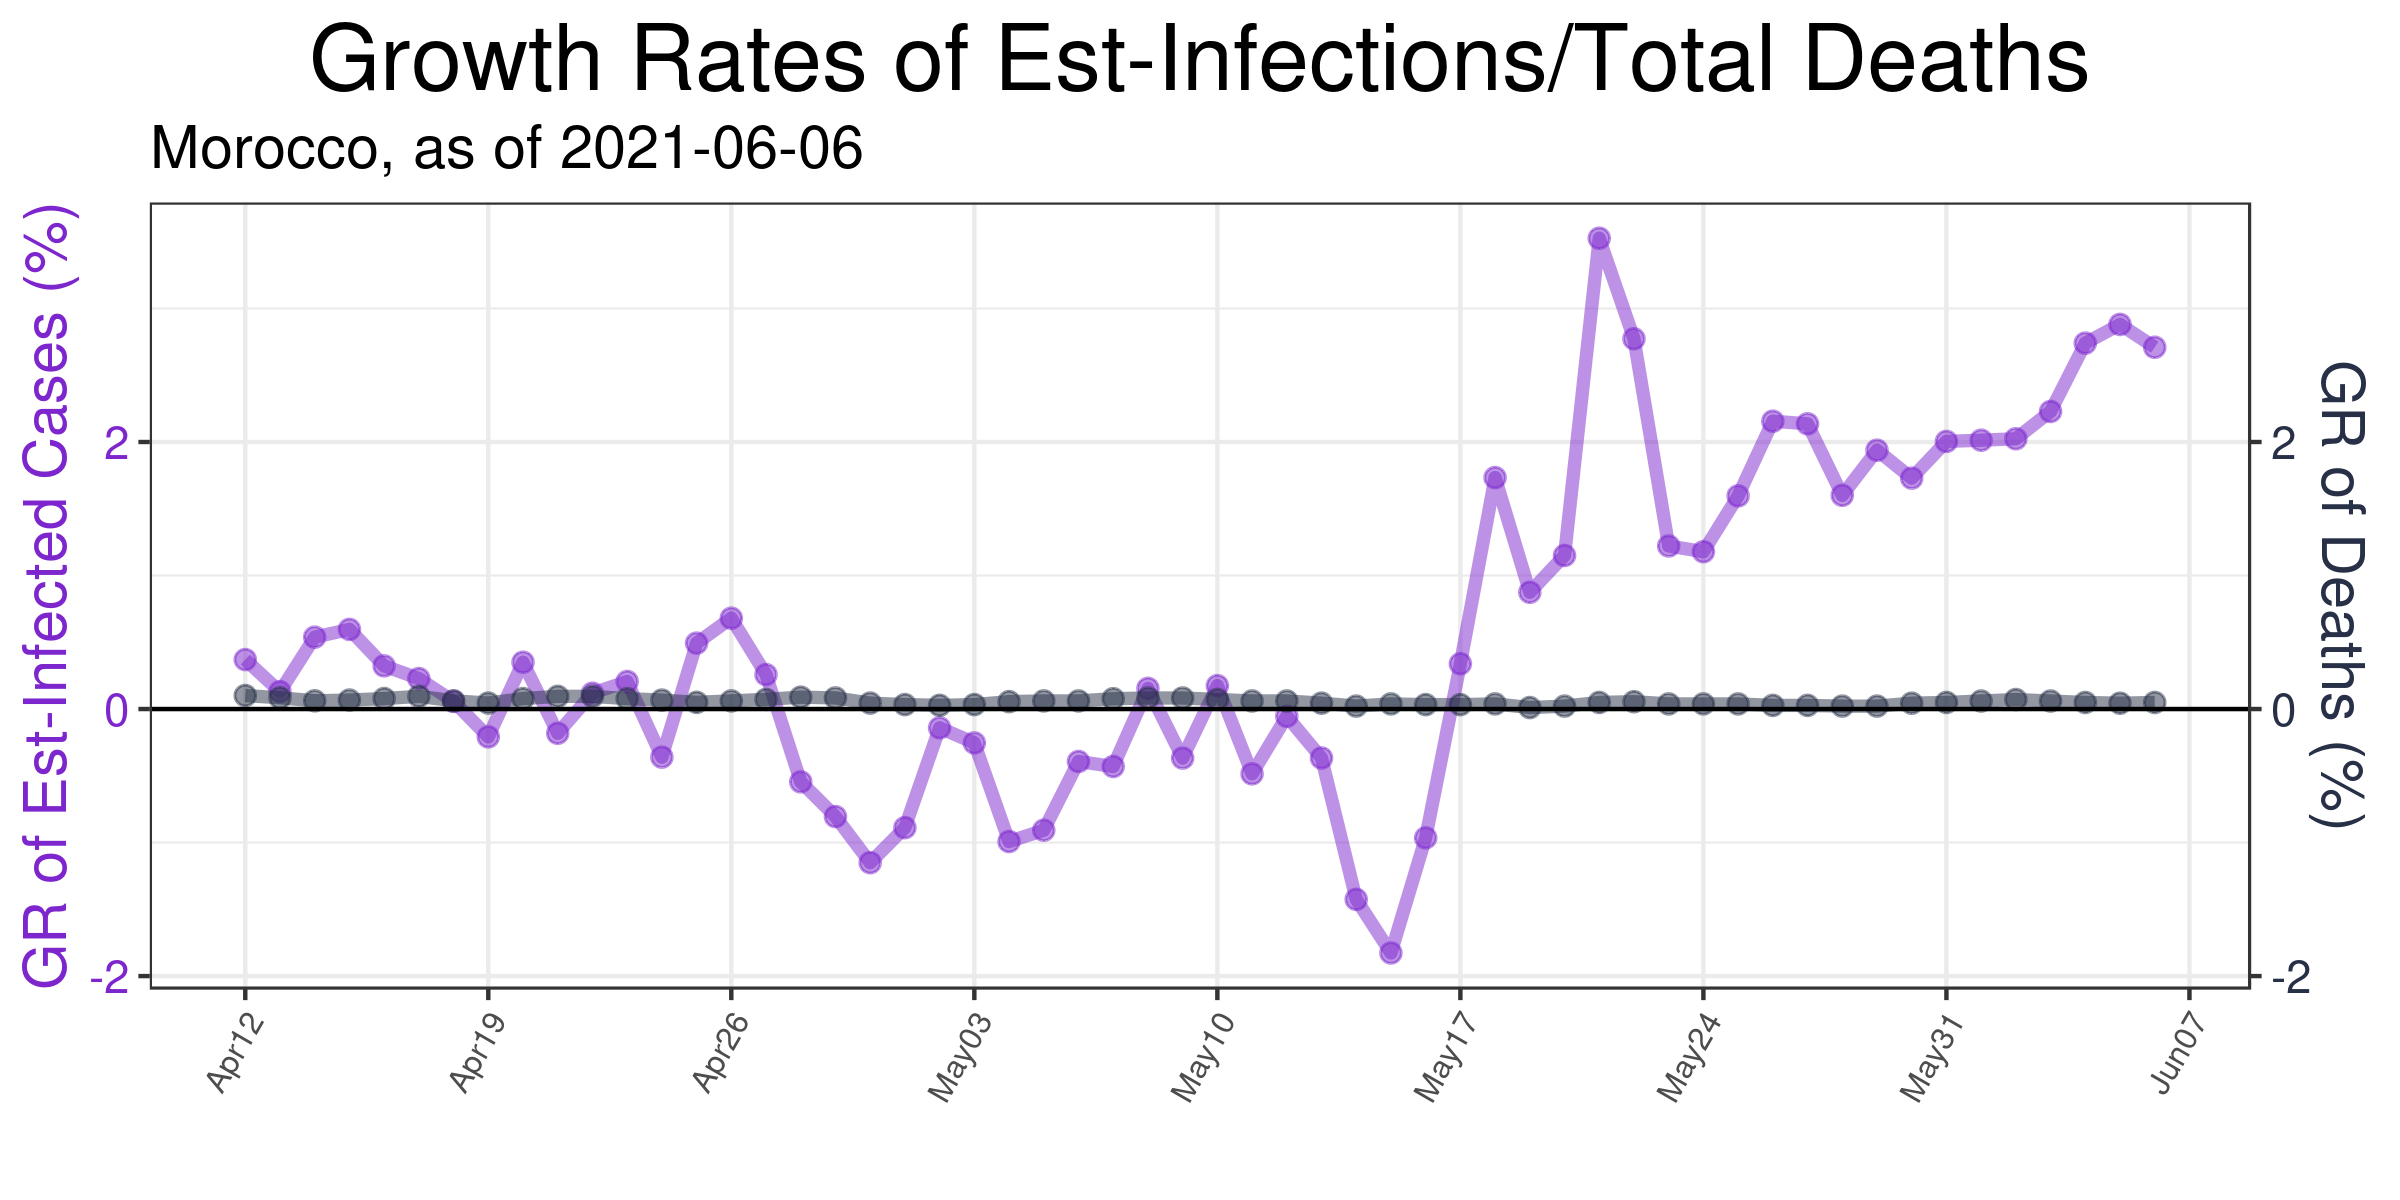 Growth Rates of Est-Infections/Total Deaths
Morocco, as of 2021-06-06
GR of Est-Infected Cases (%)
2
0
-2
2
0
-2
GR of Deaths (%)
Apr12
Apr19
Apr26
May03
May10
May17
May24
May31
Jun07